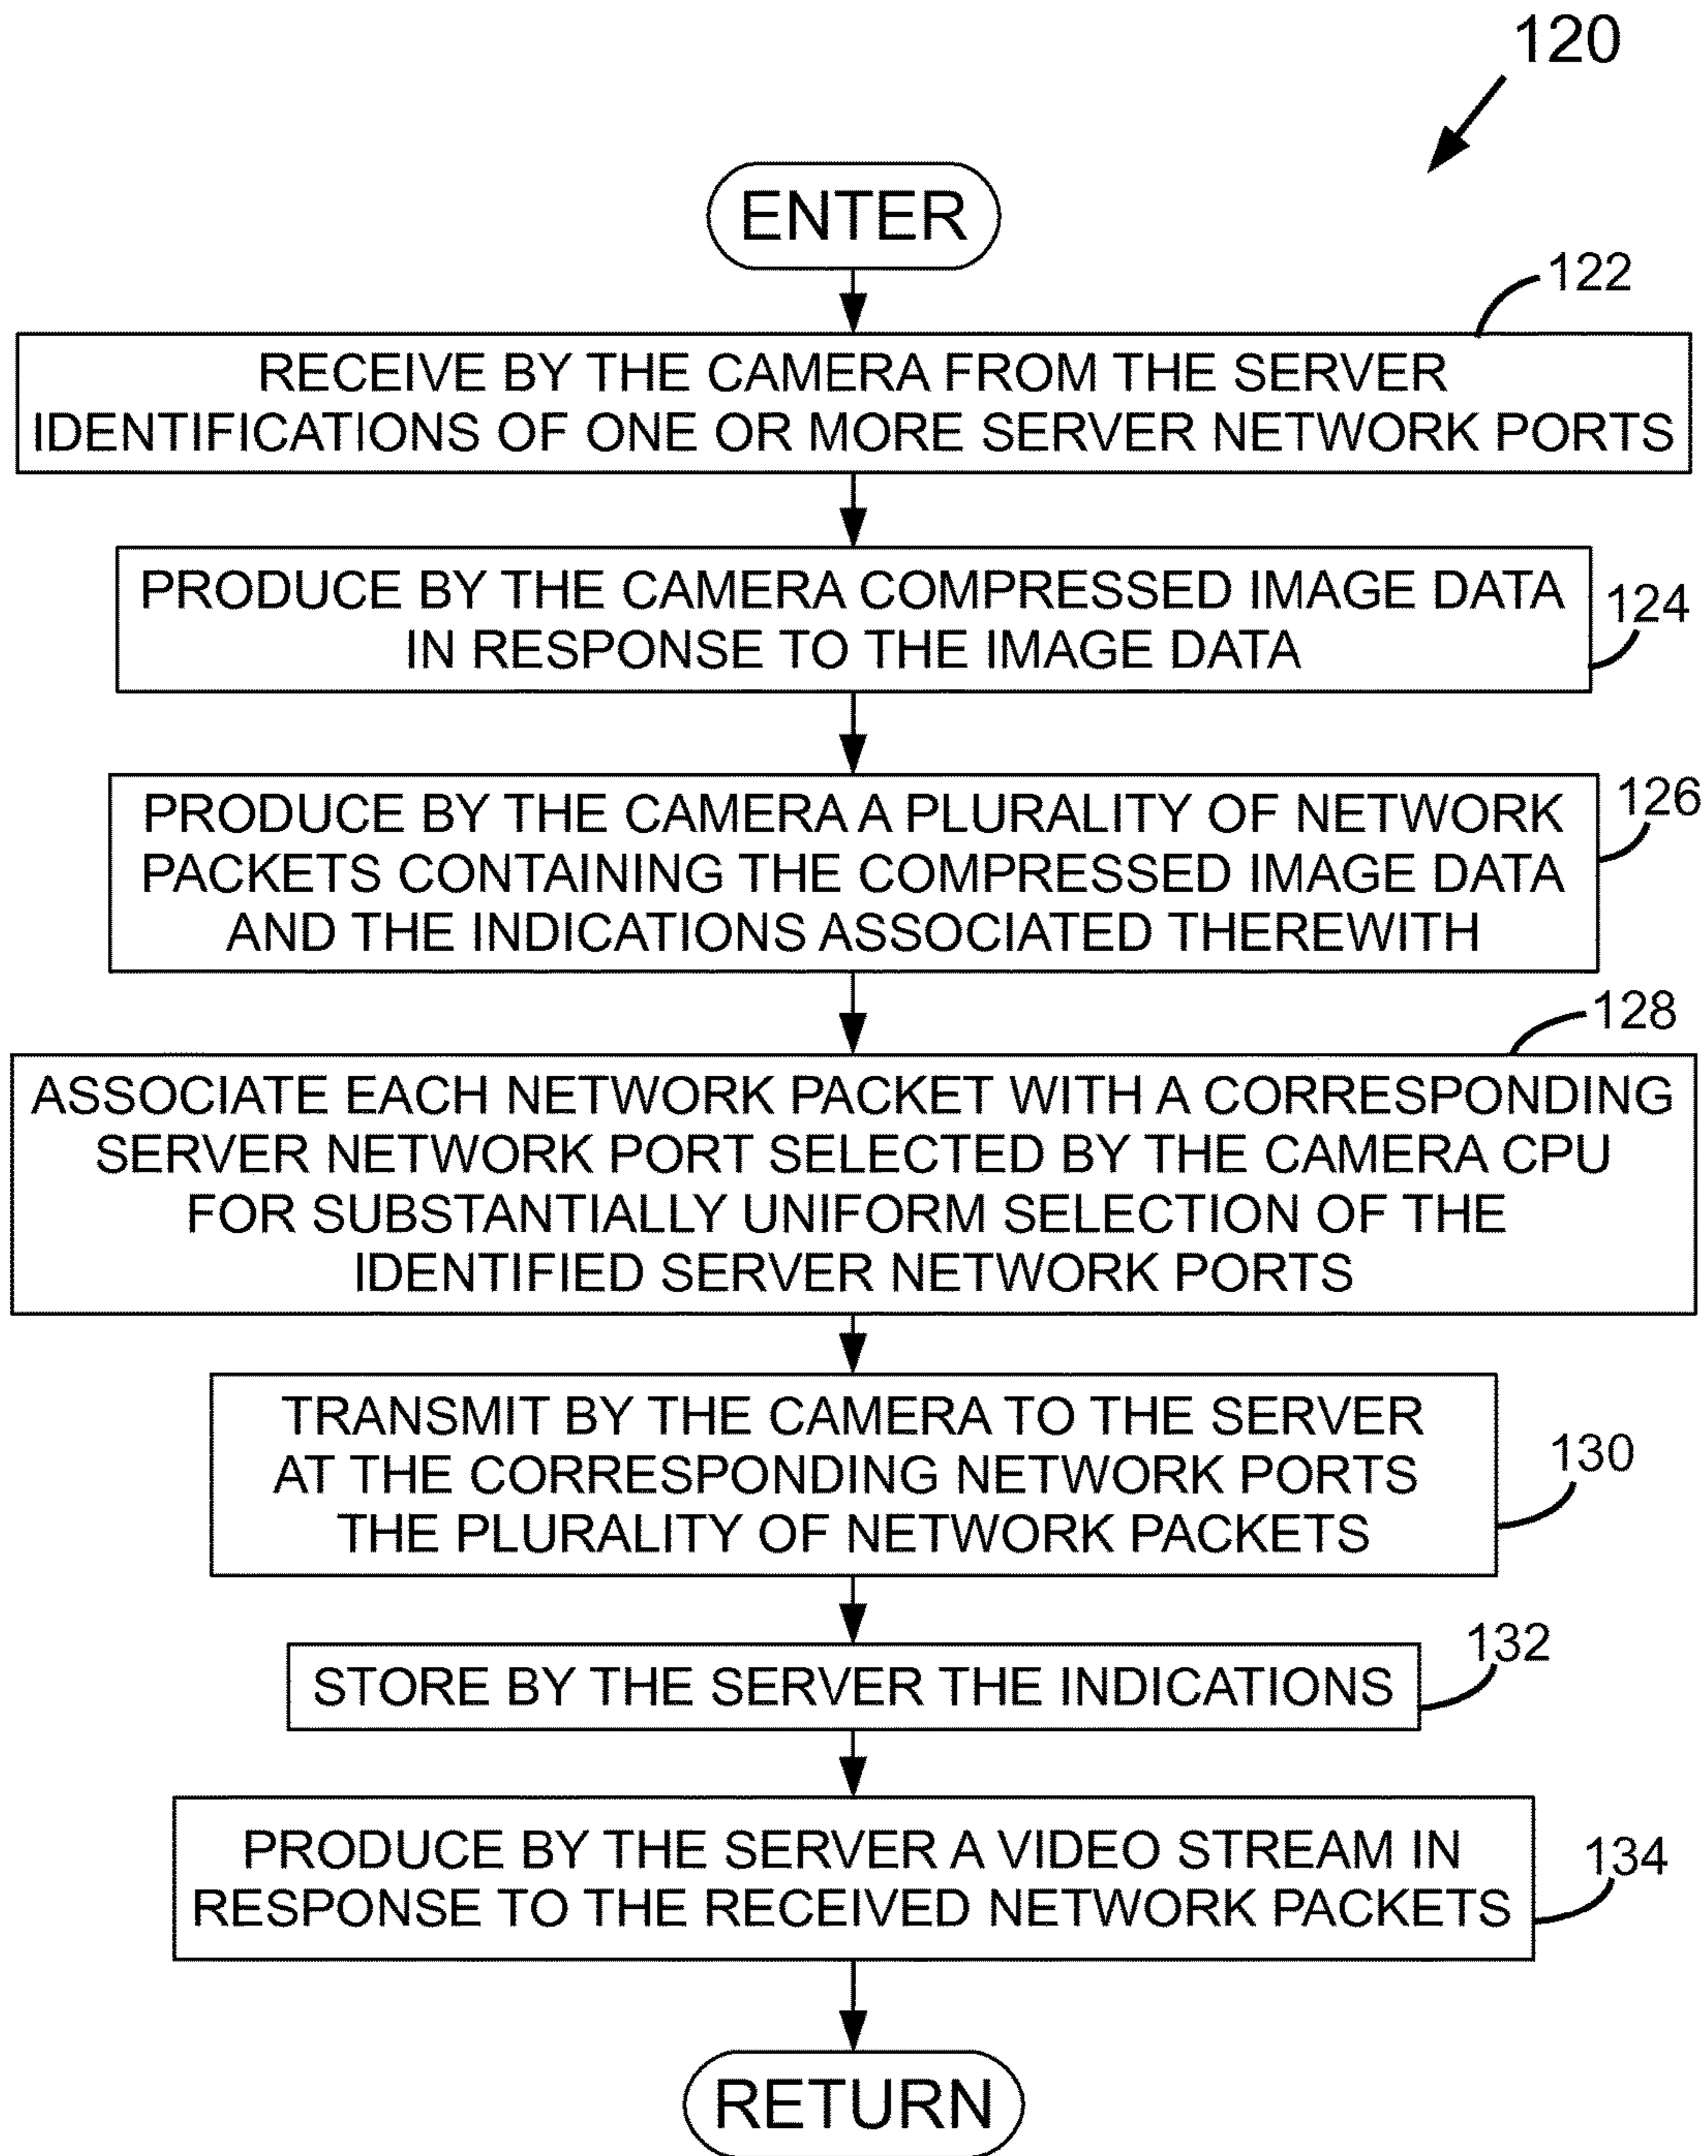 120
ENTER
122
RECEIVE BY THE CAMERA FROM THE SERVER
IDENTIFICATIONS OF ONE OR MORE SERVER NETWORK PORTS
PRODUCE BY THE CAMERA COMPRESSED IMAGE DATA
IN RESPONSE TO THE IMAGE DATA
124
PRODUCE BY THE CAMERA A PLURALITY OF NETWORK
PACKETS CONTAINING THE COMPRESSED IMAGE DATA
AND THE INDICATIONS ASSOCIATED THEREWITH
126
128
ASSOCIATE EACH NETWORK PACKET WITH A CORRESPONDING
SERVER NETWORK PORT SELECTED BY THE CAMERA CPU
FOR SUBSTANTIALLY UNIFORM SELECTION OF THE
IDENTIFIED SERVER NETWORK PORTS
TRANSMIT BY THE CAMERA TO THE SERVER
AT THE CORRESPONDING NETWORK PORTS
THE PLURALITY OF NETWORK PACKETS
130
STORE BY THE SERVER THE INDICATIONS
132
PRODUCE BY THE SERVER A VIDEO STREAM IN
RESPONSE TO THE RECEIVED NETWORK PACKETS
134
RETURN